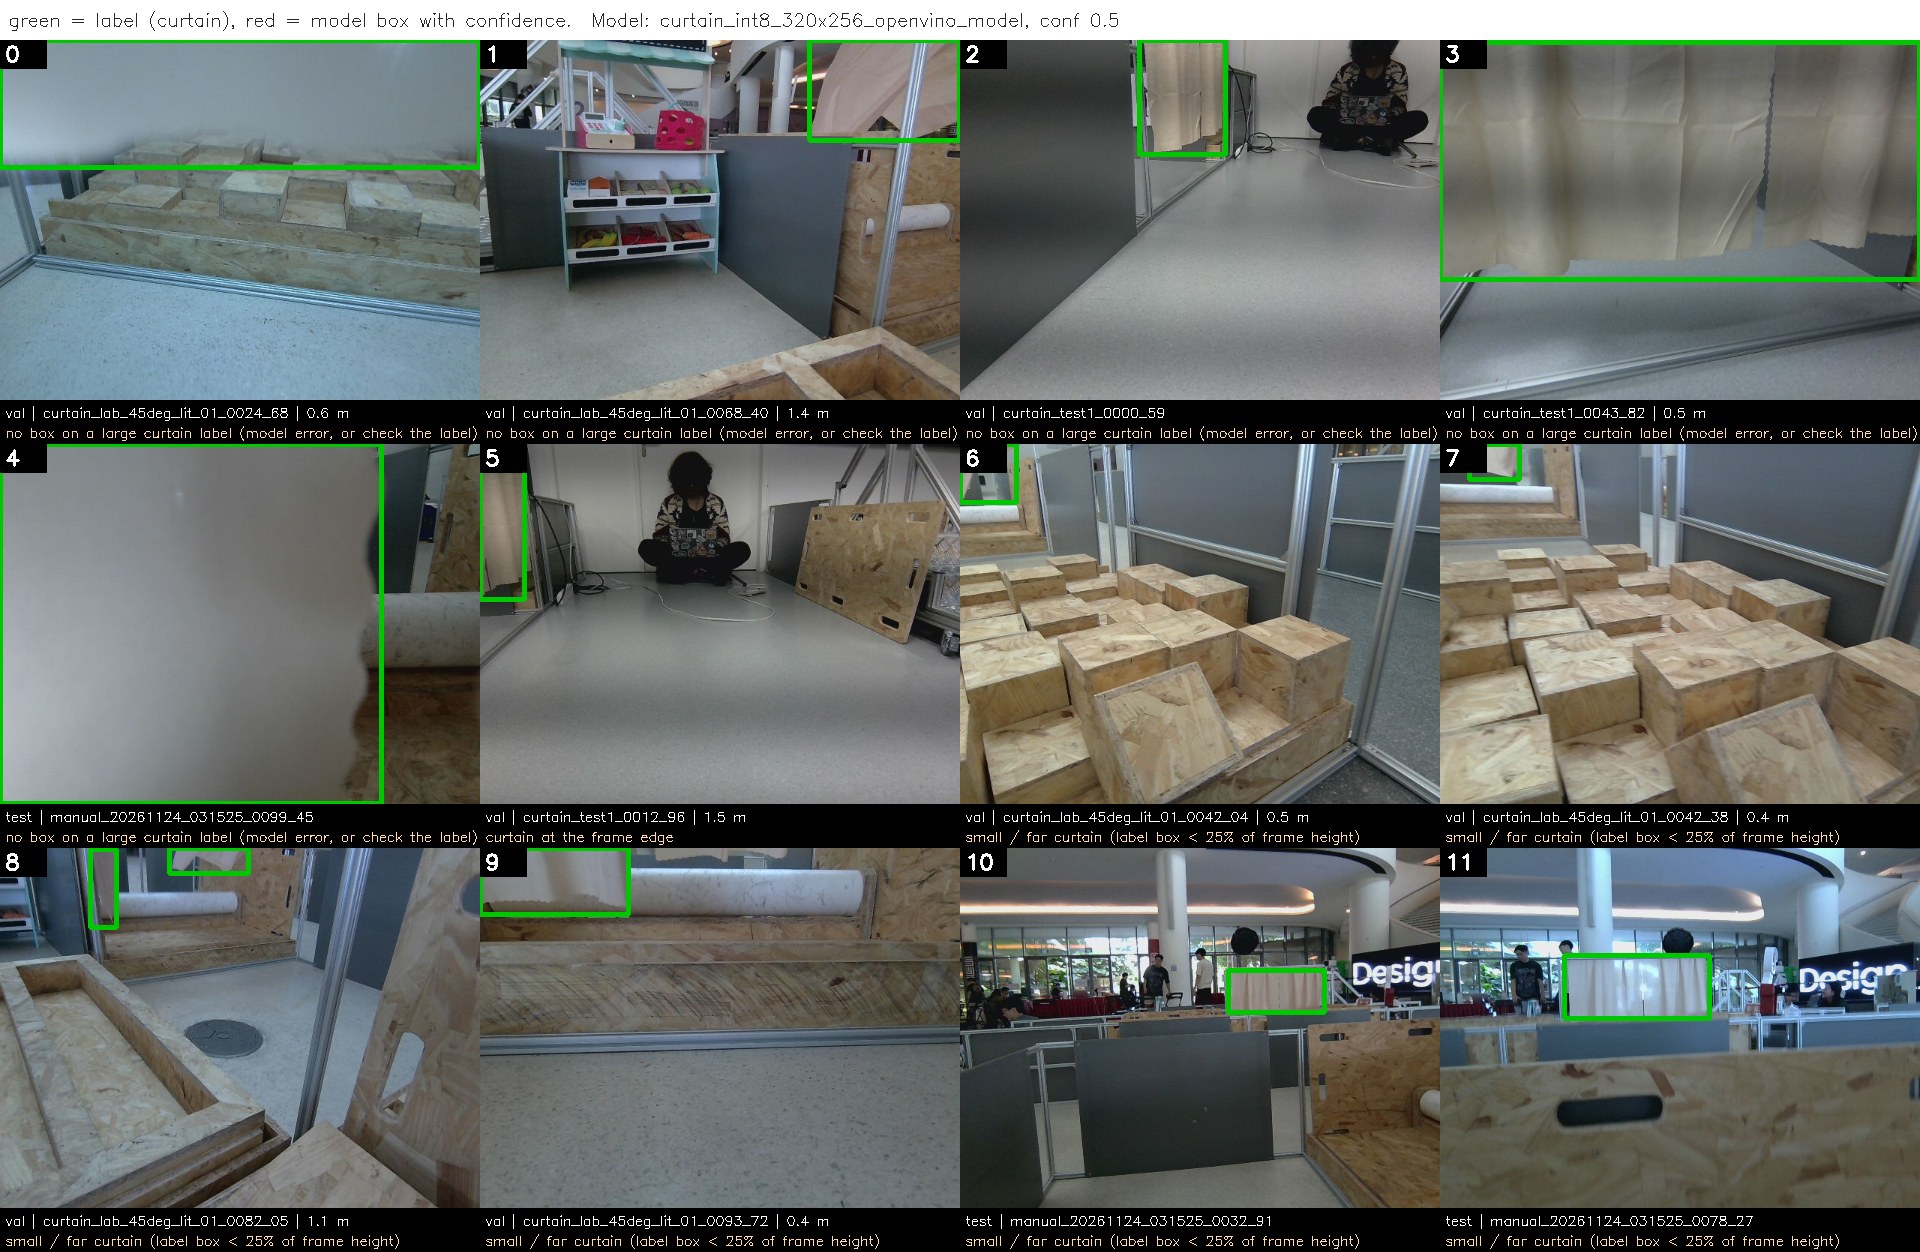 green = label (curtain), red = model box with confidence. Model: curtain_int8_320x256_openvino_model, conf 0.5
0
1
2
3
val | curtain_lab_45deg_lit_01_0024_68 | 0.6 m
no box on a large curtain label (model error, or check the label)
val | curtain_lab_45deg_lit_01_0068_40 | 1.4 m
no box on a large curtain label (model error, or check the label)
val | curtain_test1_0000_59
no box on a large curtain label (model error, or check the label)
val | curtain_test1_0043_82 | 0.5 m
no box on a large curtain label (model error, or check the label)
4
5
6
7
test | manual_20261124_031525_0099_45
no box on a large curtain label (model error, or check the label)
val | curtain_test1_0012_96 | 1.5 m
curtain at the frame edge
val | curtain_lab_45deg_lit_01_0042_04 | 0.5 m
small / far curtain (label box < 25% of frame height)
val | curtain_lab_45deg_lit_01_0042_38 | 0.4 m
small / far curtain (label box < 25% of frame height)
8
9
10
Design
11
Design
val | curtain_lab_45deg_lit_01_0082_05 | 1.1 m
small / far curtain (label box < 25% of frame height)
val | curtain_lab_45deg_lit_01_0093_72 | 0.4 m
small / far curtain (label box < 25% of frame height)
test | manual_20261124_031525_0032_91
small / far curtain (label box < 25% of frame height)
test | manual_20261124_031525_0078_27
small / far curtain (label box < 25% of frame height)